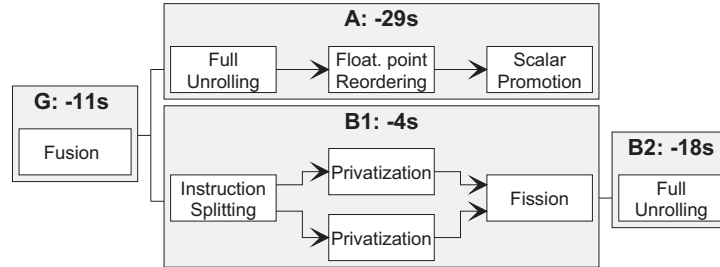 A: -29s
Full
Unrolling
Float. point
Reordering
Scalar
Promotion
G: -11s
Fusion
B1: -4s
Instruction
Splitting
Privatization
Privatization
Fission
B2: -18s
Full
Unrolling